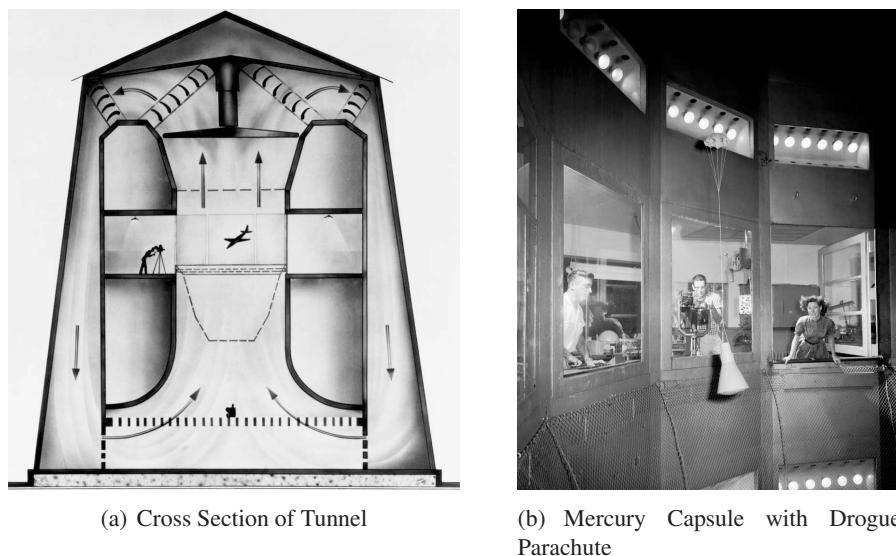 (a) Cross Section of Tunnel
(b) Mercury Capsule with Drogue
Parachute